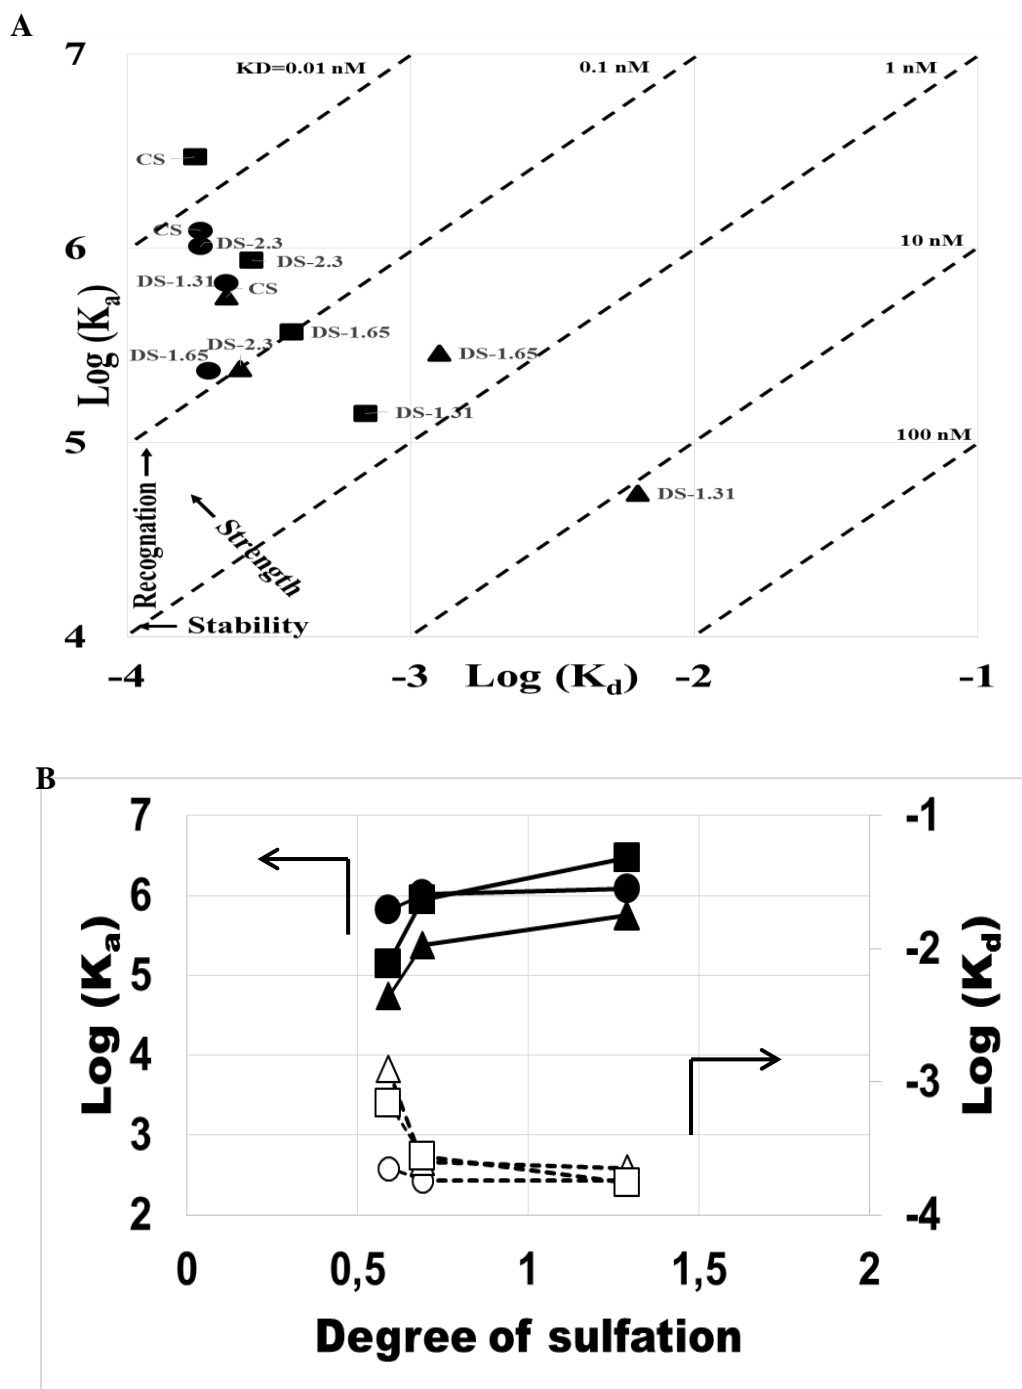 A
7
KD=0.01 nM
0.1 nM
1 nM
CS
CS
6
DS-2.3
10 nM
DS-2.3
DS-1.31
CS
Log (Ka)
DS-1.65
DS-2.3
DS-1.65
DS-1.65
DS-1.31
5
100 nM
DS-1.31
Recognation
Strength
Stability
4
-4
-3
Log (Kd)
-2
-1
B
7
-1
6
Log (Ka)
-2
Log (Kd)
5
4
-3
3
2
-4
0
0,5
1
1,5
2
Degree of sulfation